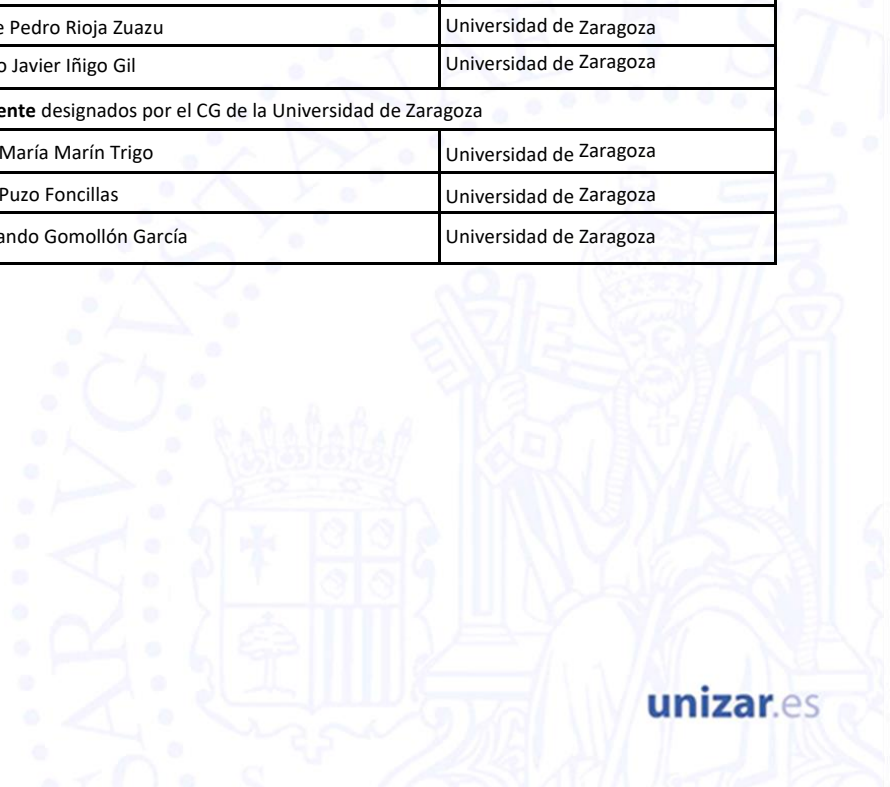 e Pedro Rioja Zuazu Universidad de Zaragoza
o Javier Iñigo Gil Universidad de Zaragoza
ente designados por el CG de la Universidad de Zaragoza
María Marín Trigo Universidad de Zaragoza
Puzo Foncillas Universidad de Zaragoza
ando Gomollón García Universidad de Zaragoza
unizar.es